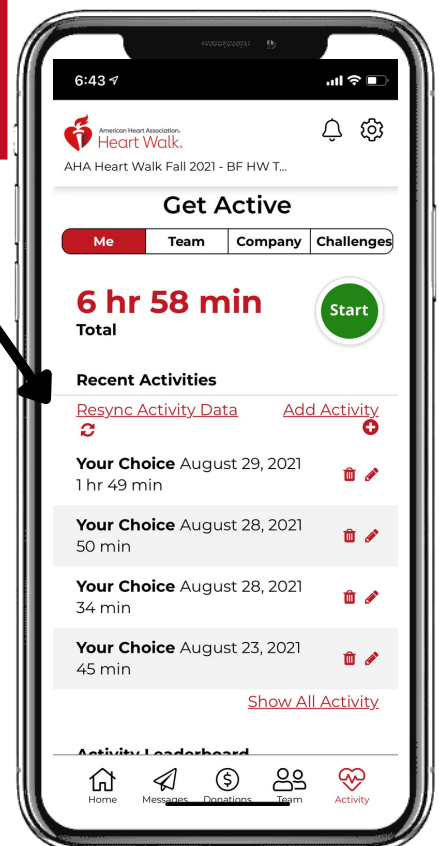 6:43
American Heart Association.
Heart Walk.
AHA Heart Walk Fall 2021 - BF HW T...
Get Active
Me Team Company Challenges
6 hr 58 min
Total
Start
Recent Activities
Resync Activity Data Add Activity
Your Choice August 29, 2021
1 hr 49 min
Your Choice August 28, 2021
50 min
Your Choice August 28, 2021
34 min
Your Choice August 23, 2021
45 min
Show All Activity
Activity Leaderboard
Home Messages Donations Team Activity